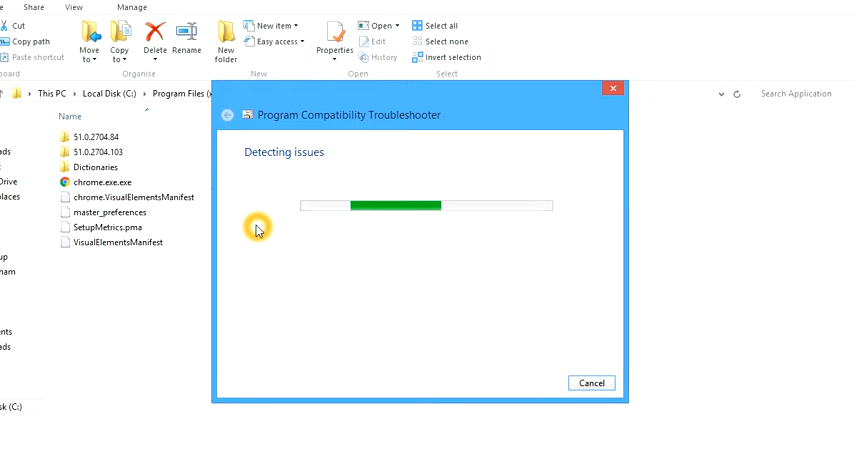 Share View Manage
Cut
Copy path
Paste shortcut
Move to
Copy to
Delete
Rename
New folder
New item
Easy access
Properties
Open
Edit
History
Select all
Select none
Invert selection
Organise New Open Select
This PC Local Disk (C:) Program Files
Search Application
Name
51.0.2704.84
51.0.2704.103
Dictionaries
chrome.exe.exe
chrome.VisualElementsManifest
master_preferences
SetupMetrics.pma
VisualElementsManifest
Program Compatibility Troubleshooter
Detecting issues
Cancel